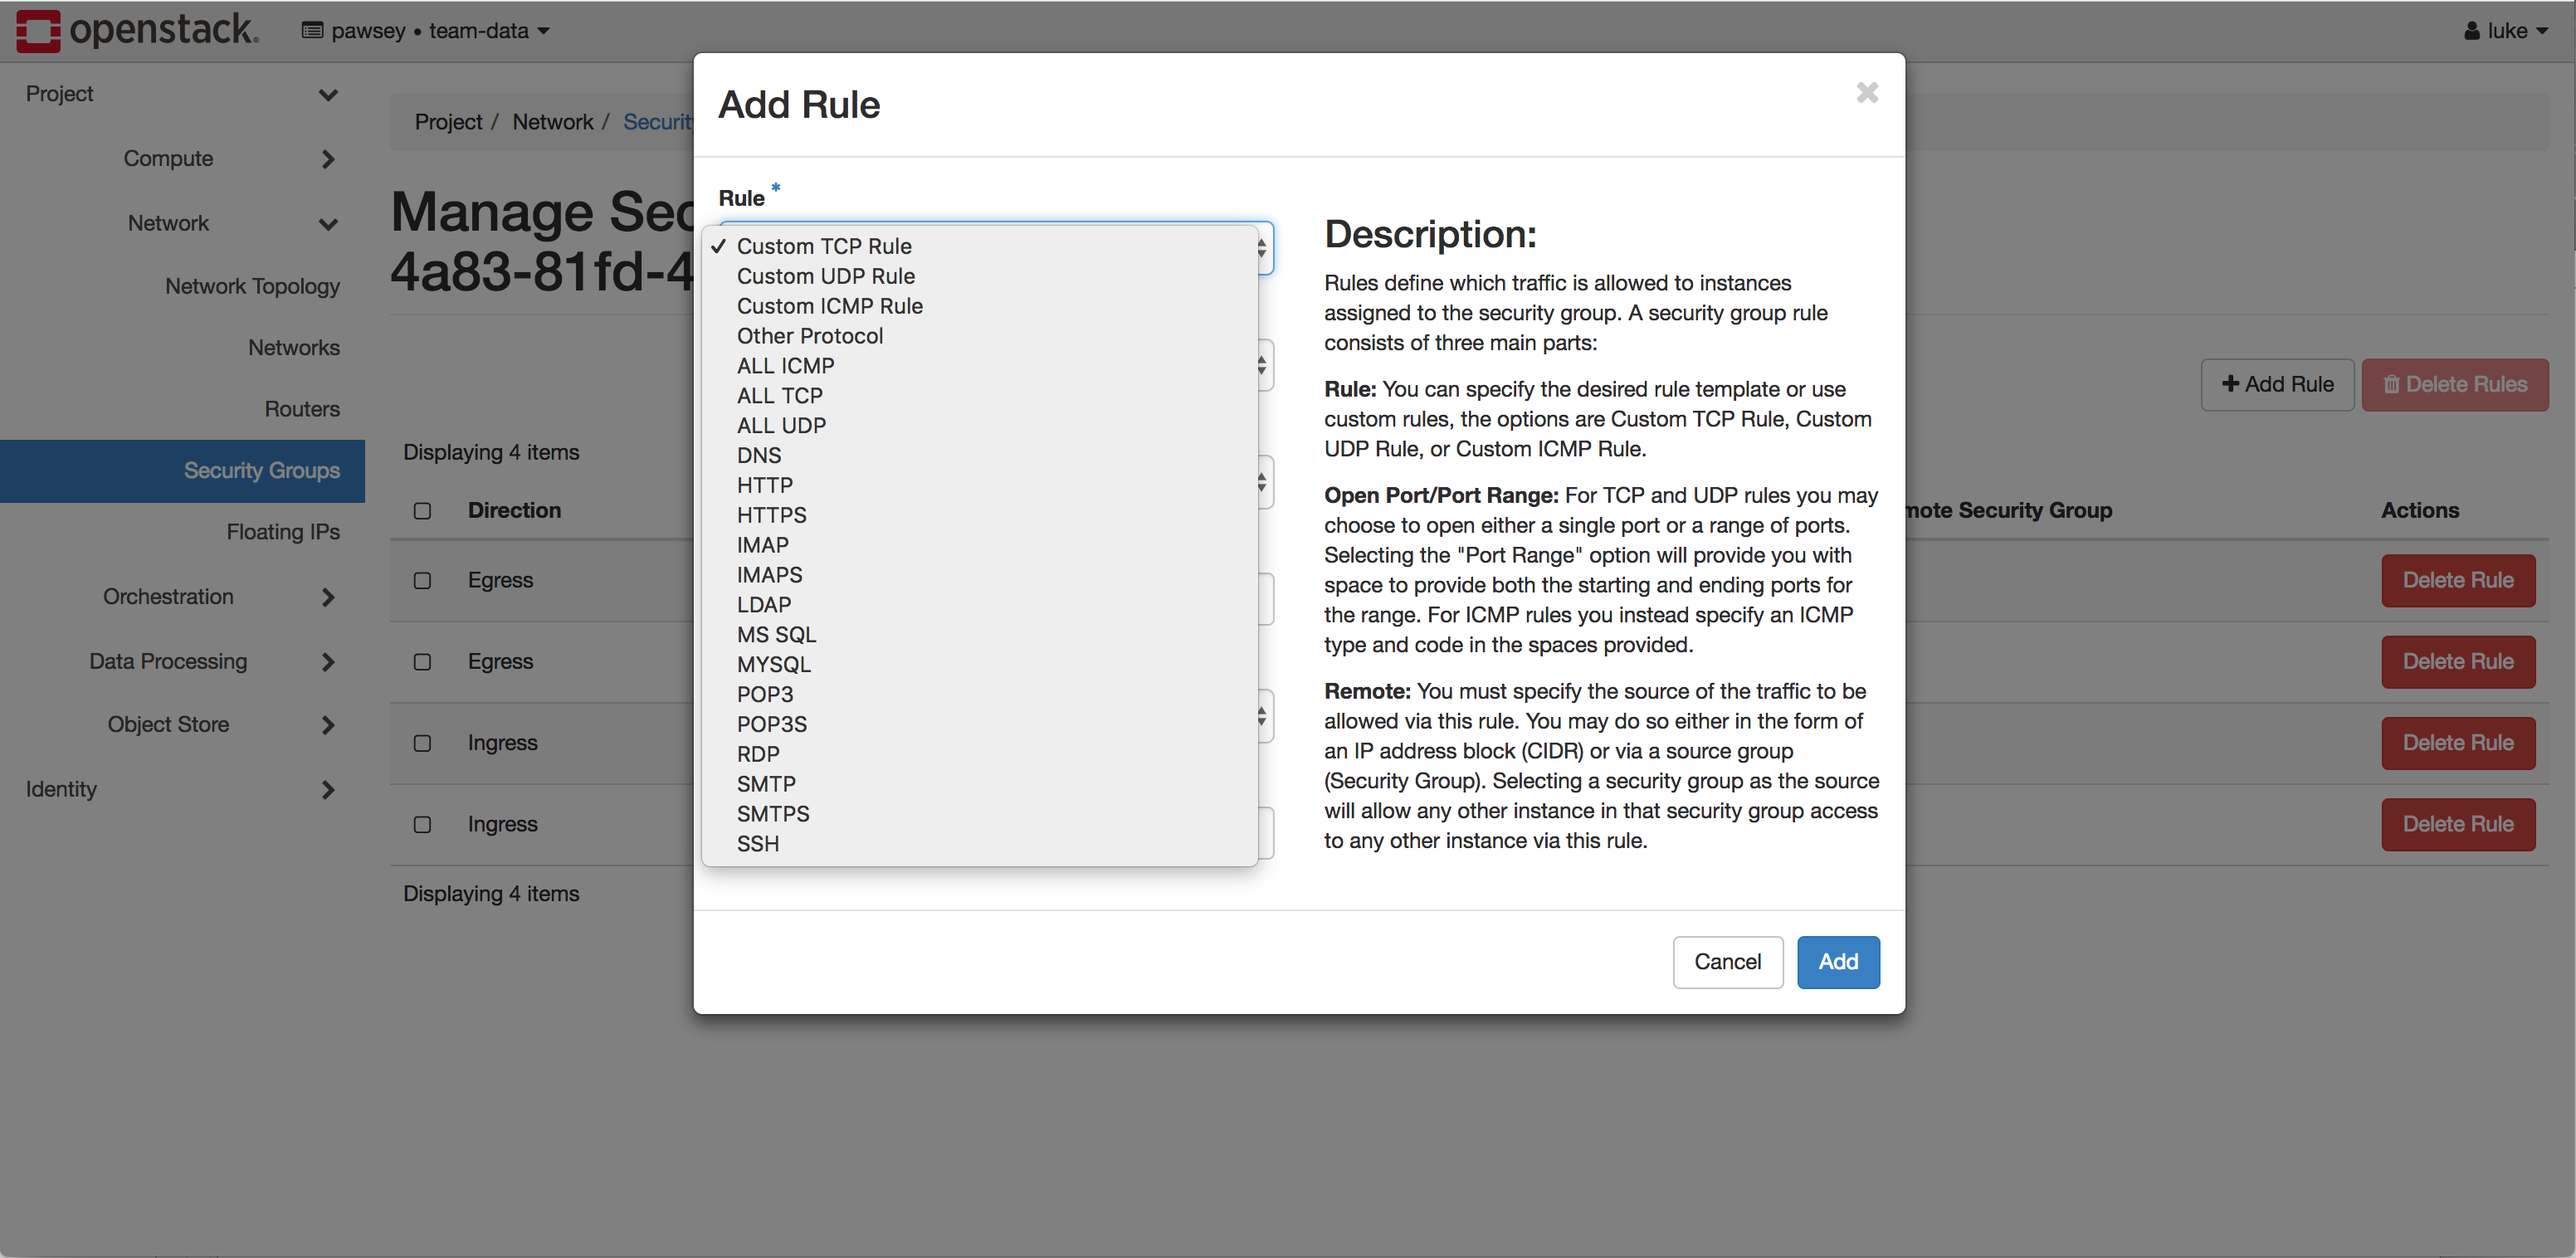 openstack.
pawsey • team-data
luke
Project
Compute
Network
Network Topology
Networks
Routers
Security Groups
Floating IPs
Orchestration
Data Processing
Object Store
Identity
Project / Network /
Manage
4a83-81fd-4
Add Rule
Delete Rules
Displaying 4 items
Direction
Security Group
Actions
Egress
Delete Rule
Egress
Delete Rule
Ingress
Delete Rule
Ingress
Delete Rule
Displaying 4 items
Add Rule
Rule *
Custom TCP Rule
Custom UDP Rule
Custom ICMP Rule
Other Protocol
ALL ICMP
ALL TCP
ALL UDP
DNS
HTTP
HTTPS
IMAP
IMAPS
LDAP
MS SQL
MYSQL
POP3
POP3S
RDP
SMTP
SMTPS
SSH
Description:
Rules define which traffic is allowed to instances
assigned to the security group. A security group rule
consists of three main parts:
Rule: You can specify the desired rule template or use
custom rules, the options are Custom TCP Rule, Custom
UDP Rule, or Custom ICMP Rule.
Open Port/Port Range: For TCP and UDP rules you may
choose to open either a single port or a range of ports.
Selecting the "Port Range" option will provide you with
space to provide both the starting and ending ports for
the range. For ICMP rules you instead specify an ICMP
type and code in the spaces provided.
Remote: You must specify the source of the traffic to be
allowed via this rule. You may do so either in the form of
an IP address block (CIDR) or via a source group
(Security Group). Selecting a security group as the source
will allow any other instance in that security group access
to any other instance via this rule.
Cancel
Add